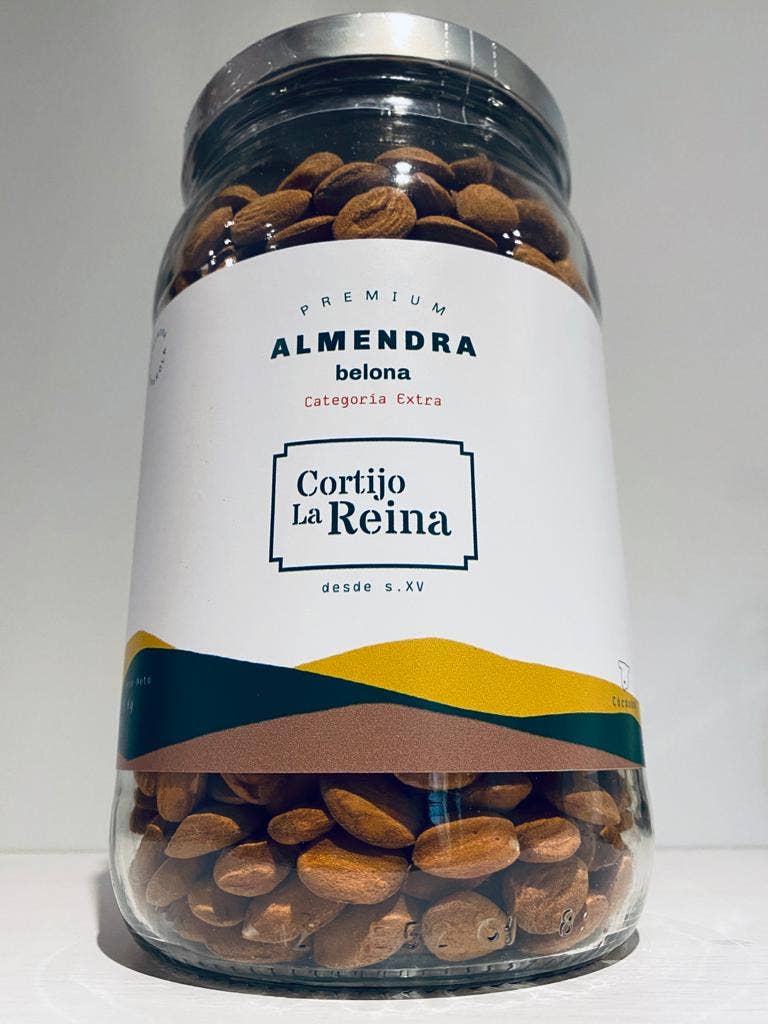 PREMIUM
ALMENDRA
belona
Categoría Extra
Cortijo
La Reina
desde s.XV